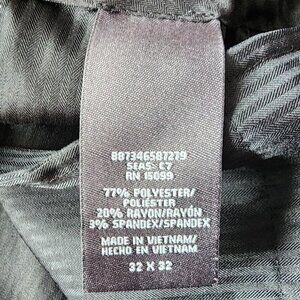 887346587279
SEAS: C7
RN 15099
77% POLYESTER/
POLIÉSTER
20% RAYON/RAYÓN
3% SPANDEX/SPANDEX
MADE IN VIETNAM/
HECHO EN VIETNAM
32 X 32